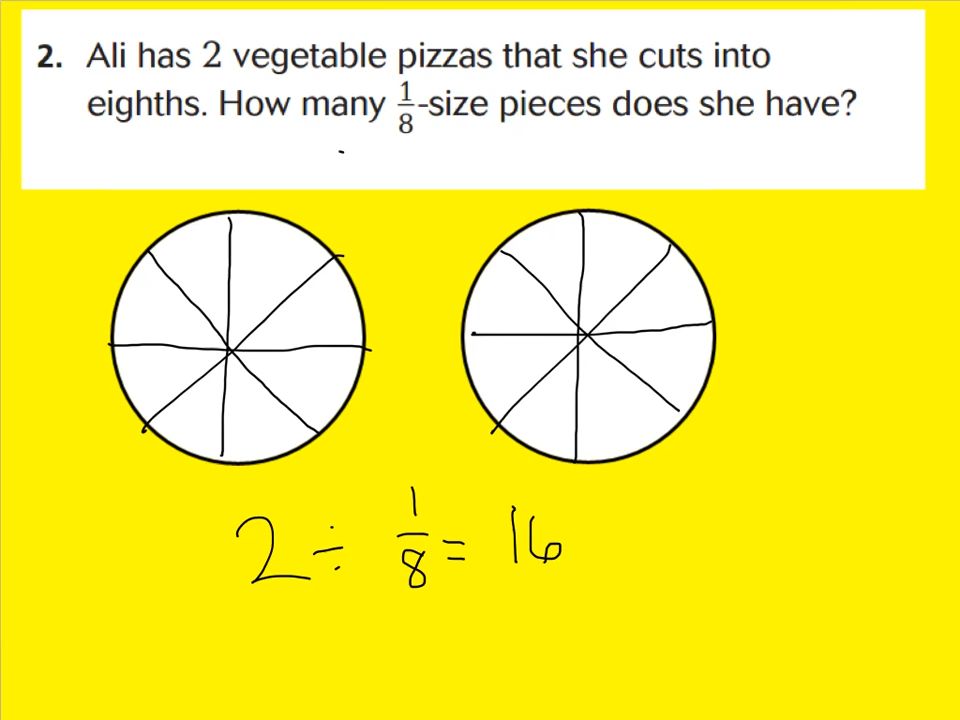 2. Ali has 2 vegetable pizzas that she cuts into
eighths. How many 1/8-size pieces does she have?
2 ÷ 1/8 = 16